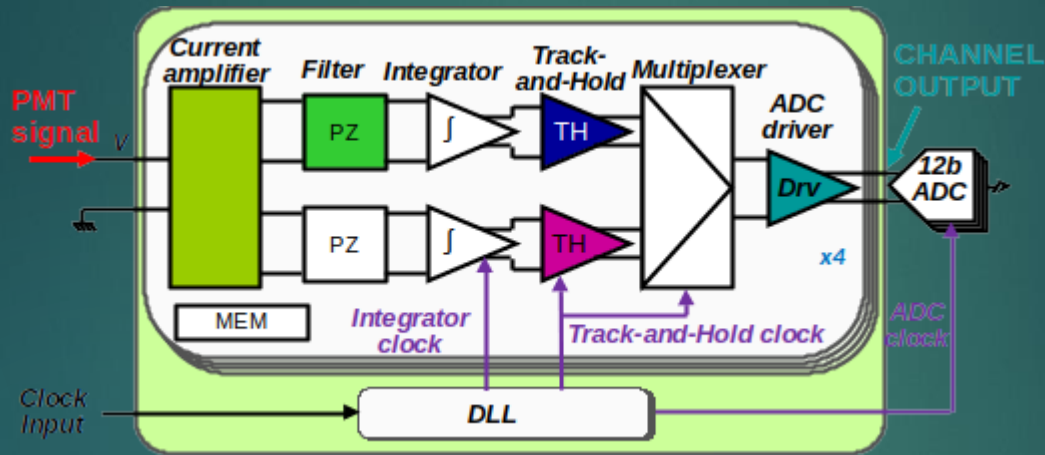 Current
amplifier
Filter
Integrator
Track-
and-Hold
Multiplexer
ADC
driver
CHANNEL
OUTPUT
PMT
signal
V
PZ
∫
TH
Drv
12b
ADC
PZ
∫
TH
x4
MEM
Integrator
clock
Track-and-Hold clock
ADC
clock
Clock
Input
DLL